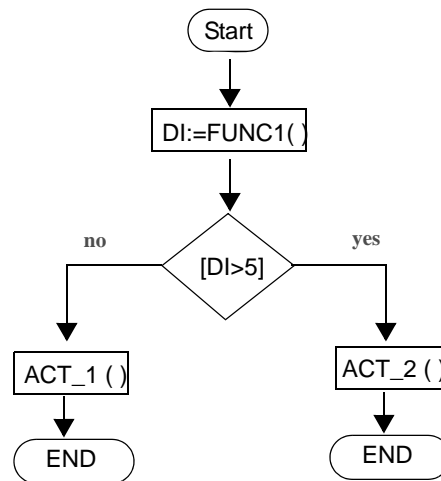 Start
DI:=FUNC1( )
no
yes
[DI>5]
ACT_1 ( )
ACT_2 ( )
END
END